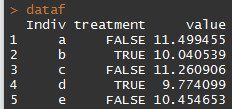 > dataf
Indiv treatment value
1 a FALSE 11.499455
2 b TRUE 10.040539
3 c FALSE 11.260906
4 d TRUE 9.774099
5 e FALSE 10.454653